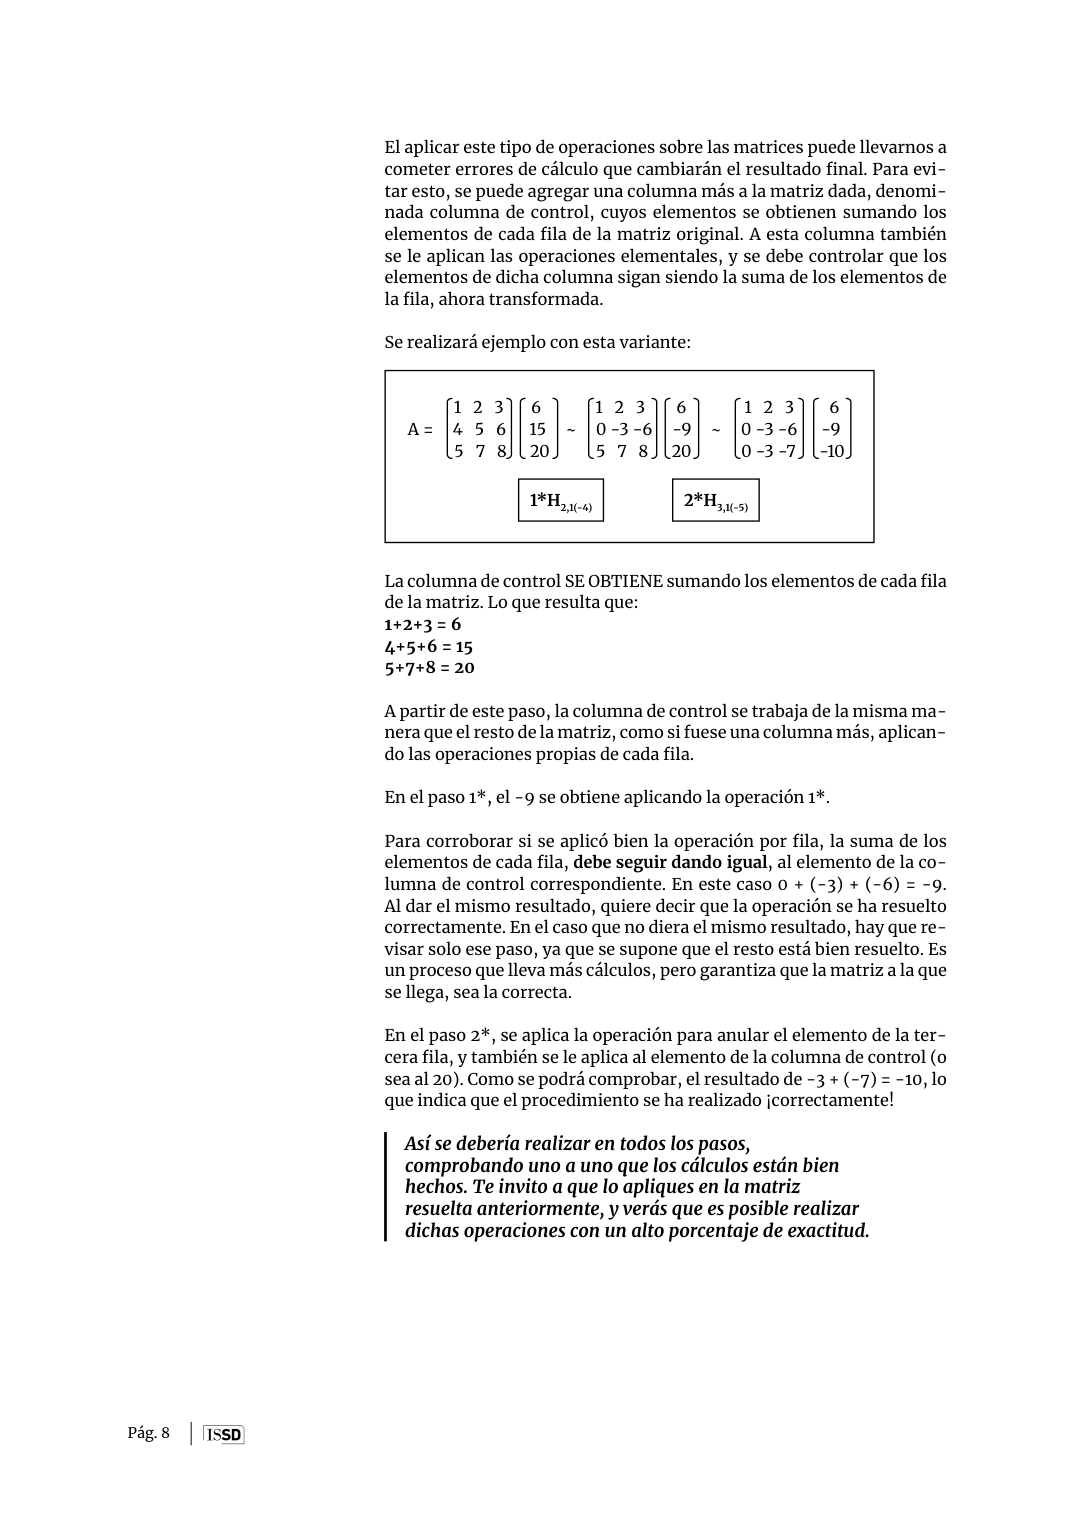 El aplicar este tipo de operaciones sobre las matrices puede llevarnos a
cometer errores de cálculo que cambiarán el resultado final. Para evi-
tar esto, se puede agregar una columna más a la matriz dada, denomi-
nada columna de control, cuyos elementos se obtienen sumando los
elementos de cada fila de la matriz original. A esta columna también
se le aplican las operaciones elementales, y se debe controlar que los
elementos de dicha columna sigan siendo la suma de los elementos de
la fila, ahora transformada.
Se realizará ejemplo con esta variante:
1 2 3 6 1 2 3 6 1 2 3 6
A = 4 5 6 15 ~ 0 -3 -6 -9 ~ 0 -3 -6 -9
5 7 8 20 5 7 8 20 0 -3 -7 -10
1*H2,1(-4) 2*H3,1(-5)
La columna de control SE OBTIENE sumando los elementos de cada fila
de la matriz. Lo que resulta que:
1+2+3 = 6
4+5+6 = 15
5+7+8 = 20
A partir de este paso, la columna de control se trabaja de la misma ma-
nera que el resto de la matriz, como si fuese una columna más, aplican-
do las operaciones propias de cada fila.
En el paso 1*, el -9 se obtiene aplicando la operación 1*.
Para corroborar si se aplicó bien la operación por fila, la suma de los
elementos de cada fila, debe seguir dando igual, al elemento de la co-
lumna de control correspondiente. En este caso 0 + (-3) + (-6) = -9.
Al dar el mismo resultado, quiere decir que la operación se ha resuelto
correctamente. En el caso que no diera el mismo resultado, hay que re-
visar solo ese paso, ya que se supone que el resto está bien resuelto. Es
un proceso que lleva más cálculos, pero garantiza que la matriz a la que
se llega, sea la correcta.
En el paso 2*, se aplica la operación para anular el elemento de la ter-
cera fila, y también se le aplica al elemento de la columna de control (o
sea al 20). Como se podrá comprobar, el resultado de -3 + (-7) = -10, lo
que indica que el procedimiento se ha realizado ¡correctamente!
Así se debería realizar en todos los pasos,
comprobando uno a uno que los cálculos están bien
hechos. Te invito a que lo apliques en la matriz
resuelta anteriormente, y verás que es posible realizar
dichas operaciones con un alto porcentaje de exactitud.
Pág. 8 ISSD